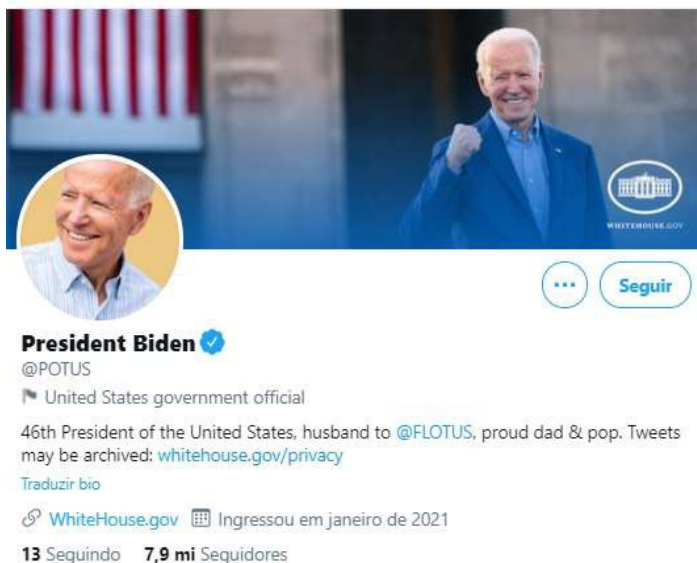 WHITEHOUSE.GOV
Seguir
President Biden
@POTUS
United States government official
46th President of the United States, husband to @FLOTUS, proud dad & pop. Tweets
may be archived: whitehouse.gov/privacy
Traduzir bio
WhiteHouse.gov Ingressou em janeiro de 2021
13 Seguindo 7,9 mi Seguidores